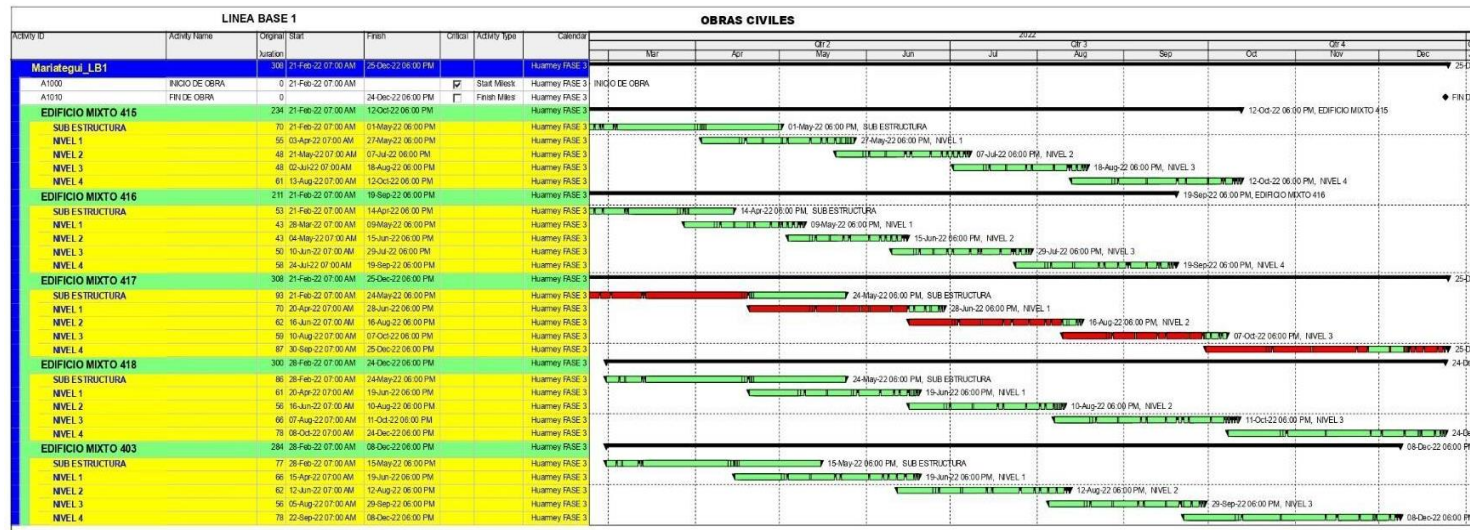 LINEA BASE 1 OBRAS CIVILES
Activity ID Activity Name Original Duration Start Finish Critical Activity Type Calendar 2022
Qtr 2 Qtr 3 Qtr 4
Mar Apr May Jun Jul Aug Sep Oct Nov Dec
Mariategui_LB1 308 21-Feb-22 07:00 AM 25-Dec-22 06:00 PM Huarmey FASE 3 25-D
A1000 INICIO DE OBRA 0 21-Feb-22 07:00 AM Start Milest Huarmey FASE 3 INICIO DE OBRA
A1010 FIN DE OBRA 0 24-Dec-22 06:00 PM Finish Miles Huarmey FASE 3 FIN D
EDIFICIO MIXTO 415 234 21-Feb-22 07:00 AM 12-Oct-22 06:00 PM Huarmey FASE 3 12-Oct-22 06:00 PM, EDIFICIO MIXTO 415
SUB ESTRUCTURA 70 21-Feb-22 07:00 AM 01-May-22 06:00 PM Huarmey FASE 3 01-May-22 06:00 PM, SUB ESTRUCTURA
NIVEL 1 55 03-Apr-22 07:00 AM 27-May-22 06:00 PM Huarmey FASE 3 27-May-22 06:00 PM, NIVEL 1
NIVEL 2 48 21-May-22 07:00 AM 07-Jul-22 06:00 PM Huarmey FASE 3 07-Jul-22 06:00 PM, NIVEL 2
NIVEL 3 48 02-Jul-22 07:00 AM 18-Aug-22 06:00 PM Huarmey FASE 3 18-Aug-22 06:00 PM, NIVEL 3
NIVEL 4 61 13-Aug-22 07:00 AM 12-Oct-22 06:00 PM Huarmey FASE 3 12-Oct-22 06:00 PM, NIVEL 4
EDIFICIO MIXTO 416 211 21-Feb-22 07:00 AM 19-Sep-22 06:00 PM Huarmey FASE 3 19-Sep-22 06:00 PM, EDIFICIO MIXTO 416
SUB ESTRUCTURA 53 21-Feb-22 07:00 AM 14-Apr-22 06:00 PM Huarmey FASE 3 14-Apr-22 06:00 PM, SUB ESTRUCTURA
NIVEL 1 43 28-Mar-22 07:00 AM 09-May-22 06:00 PM Huarmey FASE 3 09-May-22 06:00 PM, NIVEL 1
NIVEL 2 43 04-May-22 07:00 AM 15-Jun-22 06:00 PM Huarmey FASE 3 15-Jun-22 06:00 PM, NIVEL 2
NIVEL 3 50 10-Jun-22 07:00 AM 29-Jul-22 06:00 PM Huarmey FASE 3 29-Jul-22 06:00 PM, NIVEL 3
NIVEL 4 58 24-Jul-22 07:00 AM 19-Sep-22 06:00 PM Huarmey FASE 3 19-Sep-22 06:00 PM, NIVEL 4
EDIFICIO MIXTO 417 308 21-Feb-22 07:00 AM 25-Dec-22 06:00 PM Huarmey FASE 3 25-D
SUB ESTRUCTURA 93 21-Feb-22 07:00 AM 24-May-22 06:00 PM Huarmey FASE 3 24-May-22 06:00 PM, SUB ESTRUCTURA
NIVEL 1 70 20-Apr-22 07:00 AM 28-Jun-22 06:00 PM Huarmey FASE 3 28-Jun-22 06:00 PM, NIVEL 1
NIVEL 2 62 16-Jun-22 07:00 AM 16-Aug-22 06:00 PM Huarmey FASE 3 16-Aug-22 06:00 PM, NIVEL 2
NIVEL 3 59 10-Aug-22 07:00 AM 07-Oct-22 06:00 PM Huarmey FASE 3 07-Oct-22 06:00 PM, NIVEL 3
NIVEL 4 87 30-Sep-22 07:00 AM 25-Dec-22 06:00 PM Huarmey FASE 3 25-D
EDIFICIO MIXTO 418 300 28-Feb-22 07:00 AM 24-Dec-22 06:00 PM Huarmey FASE 3 24-De
SUB ESTRUCTURA 86 28-Feb-22 07:00 AM 24-May-22 06:00 PM Huarmey FASE 3 24-May-22 06:00 PM, SUB ESTRUCTURA
NIVEL 1 61 20-Apr-22 07:00 AM 19-Jun-22 06:00 PM Huarmey FASE 3 19-Jun-22 06:00 PM, NIVEL 1
NIVEL 2 56 16-Jun-22 07:00 AM 10-Aug-22 06:00 PM Huarmey FASE 3 10-Aug-22 06:00 PM, NIVEL 2
NIVEL 3 66 07-Aug-22 07:00 AM 11-Oct-22 06:00 PM Huarmey FASE 3 11-Oct-22 06:00 PM, NIVEL 3
NIVEL 4 78 08-Oct-22 07:00 AM 24-Dec-22 06:00 PM Huarmey FASE 3 24-De
EDIFICIO MIXTO 403 284 28-Feb-22 07:00 AM 08-Dec-22 06:00 PM Huarmey FASE 3 08-Dec-22 06:00 P
SUB ESTRUCTURA 77 28-Feb-22 07:00 AM 15-May-22 06:00 PM Huarmey FASE 3 15-May-22 06:00 PM, SUB ESTRUCTURA
NIVEL 1 66 15-Apr-22 07:00 AM 19-Jun-22 06:00 PM Huarmey FASE 3 19-Jun-22 06:00 PM, NIVEL 1
NIVEL 2 62 12-Jun-22 07:00 AM 12-Aug-22 06:00 PM Huarmey FASE 3 12-Aug-22 06:00 PM, NIVEL 2
NIVEL 3 56 05-Aug-22 07:00 AM 29-Sep-22 06:00 PM Huarmey FASE 3 29-Sep-22 06:00 PM, NIVEL 3
NIVEL 4 78 22-Sep-22 07:00 AM 08-Dec-22 06:00 PM Huarmey FASE 3 08-Dec-22 06:00 P